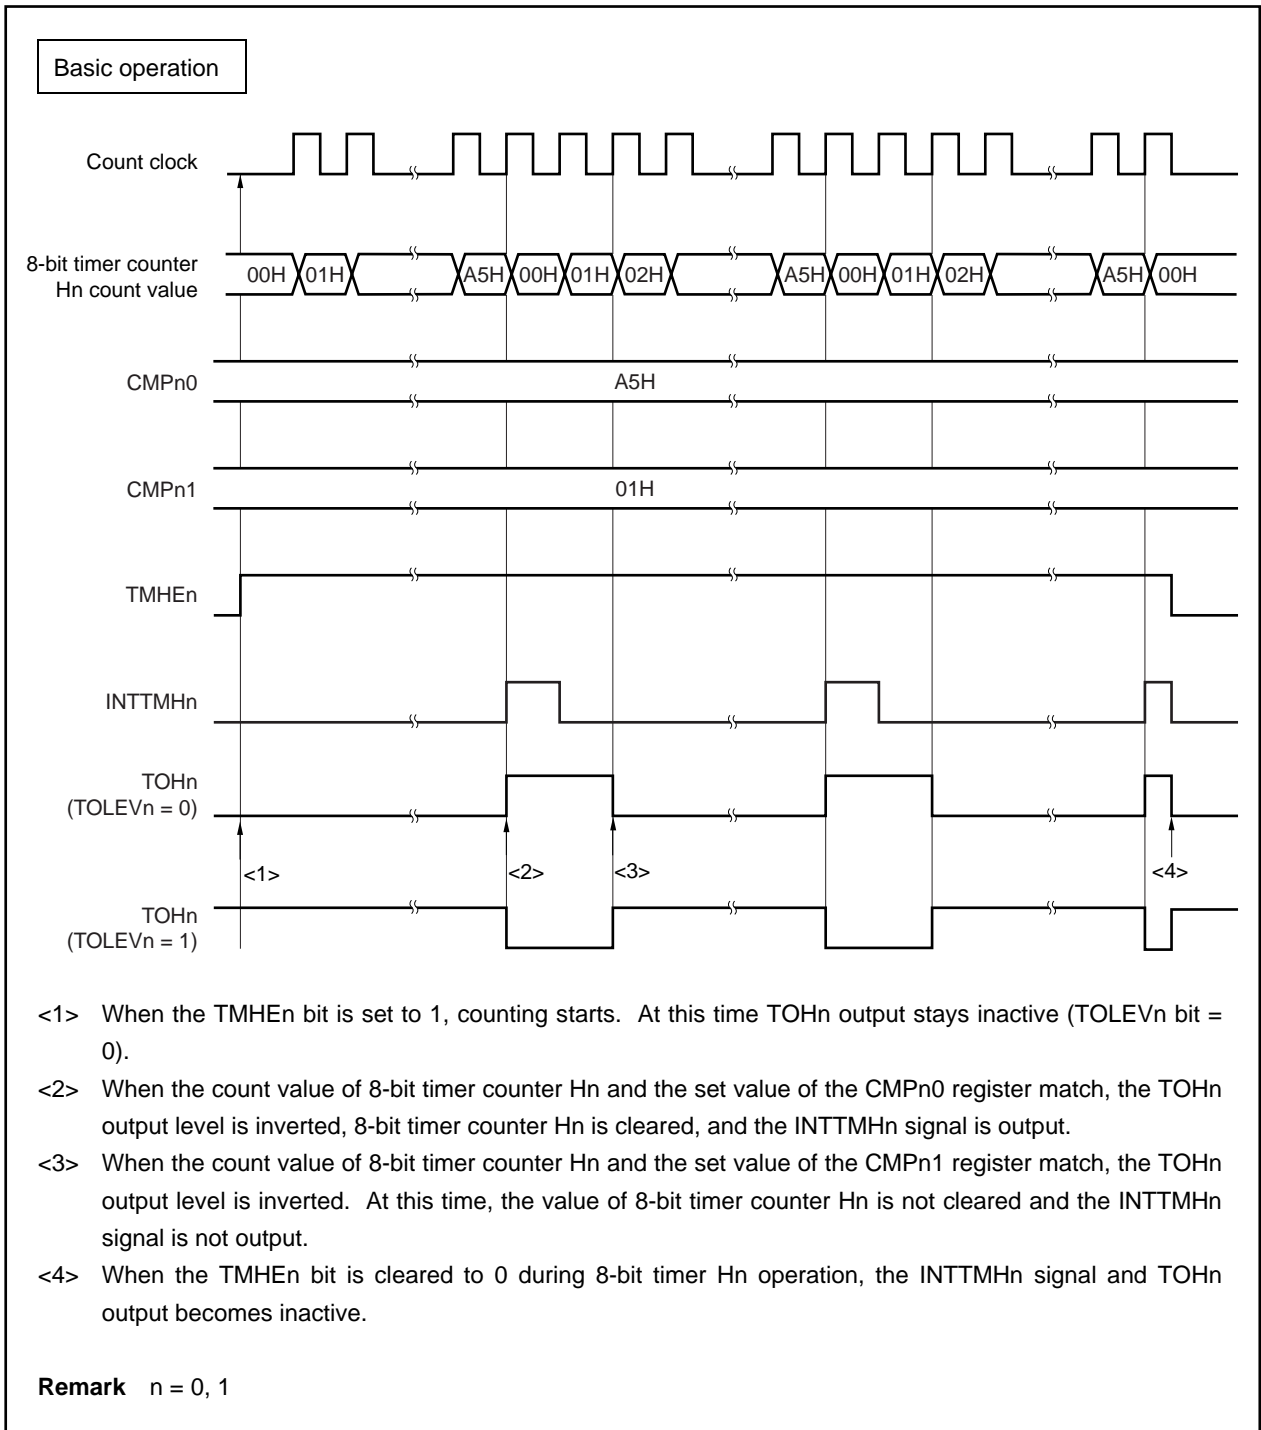 Basic operation
Count clock
8-bit timer counter
Hn count value
00H 01H A5H 00H 01H 02H A5H 00H 01H 02H A5H 00H
CMPn0
A5H
CMPn1
01H
TMHEn
INTTMHn
TOHn
(TOLEVn = 0)
<1> <2> <3> <4>
TOHn
(TOLEVn = 1)
<1> When the TMHEn bit is set to 1, counting starts. At this time TOHn output stays inactive (TOLEVn bit =
0).
<2> When the count value of 8-bit timer counter Hn and the set value of the CMPn0 register match, the TOHn
output level is inverted, 8-bit timer counter Hn is cleared, and the INTTMHn signal is output.
<3> When the count value of 8-bit timer counter Hn and the set value of the CMPn1 register match, the TOHn
output level is inverted. At this time, the value of 8-bit timer counter Hn is not cleared and the INTTMHn
signal is not output.
<4> When the TMHEn bit is cleared to 0 during 8-bit timer Hn operation, the INTTMHn signal and TOHn
output becomes inactive.
Remark n = 0, 1